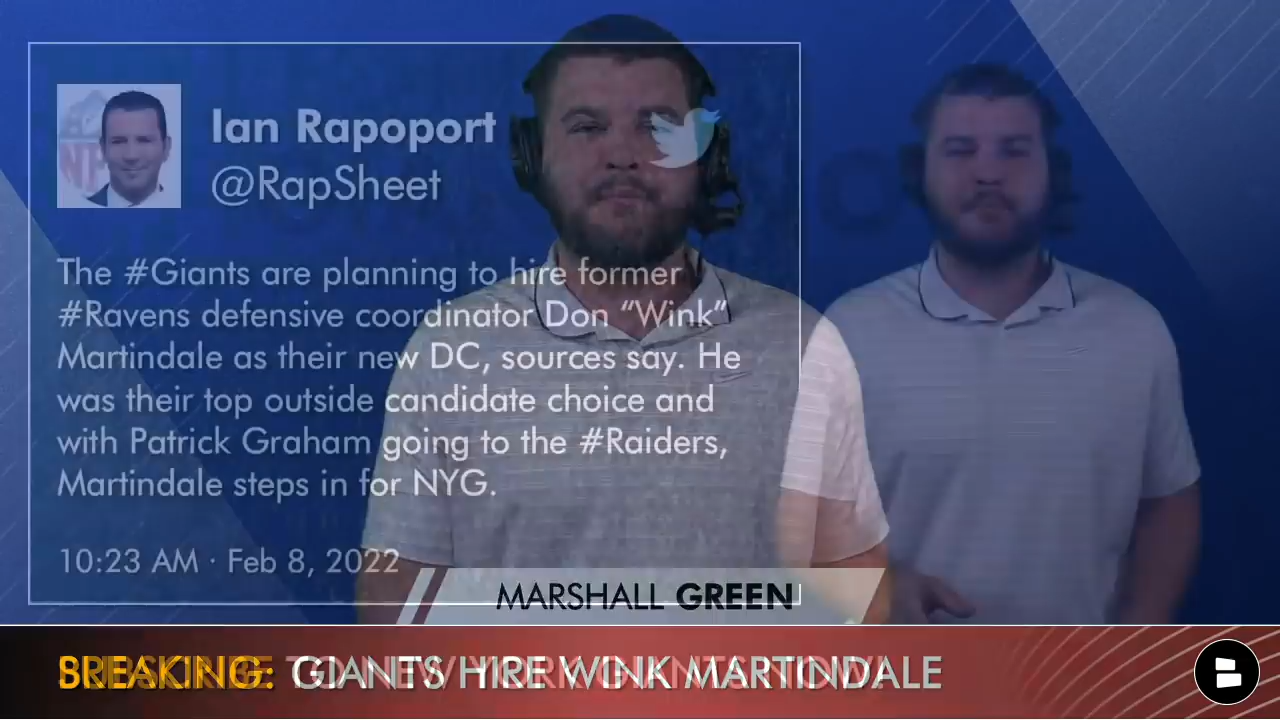 Ian Rapoport
@RapSheet
The #Giants are planning to hire former
#Ravens defensive coordinator Don “Wink”
Martindale as their new DC, sources say. He
was their top outside candidate choice and
with Patrick Graham going to the #Raiders,
Martindale steps in for NYG.
10:23 AM · Feb 8, 2022
MARSHALL GREEN
BREAKING: GIANTS HIRE WINK MARTINDALE